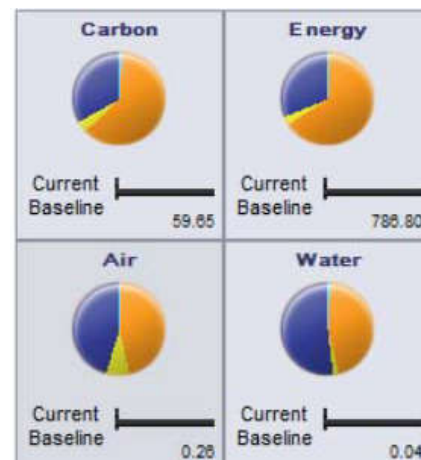 Carbon
Current
Baseline
59.65
Energy
Current
Baseline
786.80
Air
Current
Baseline
0.26
Water
Current
Baseline
0.04